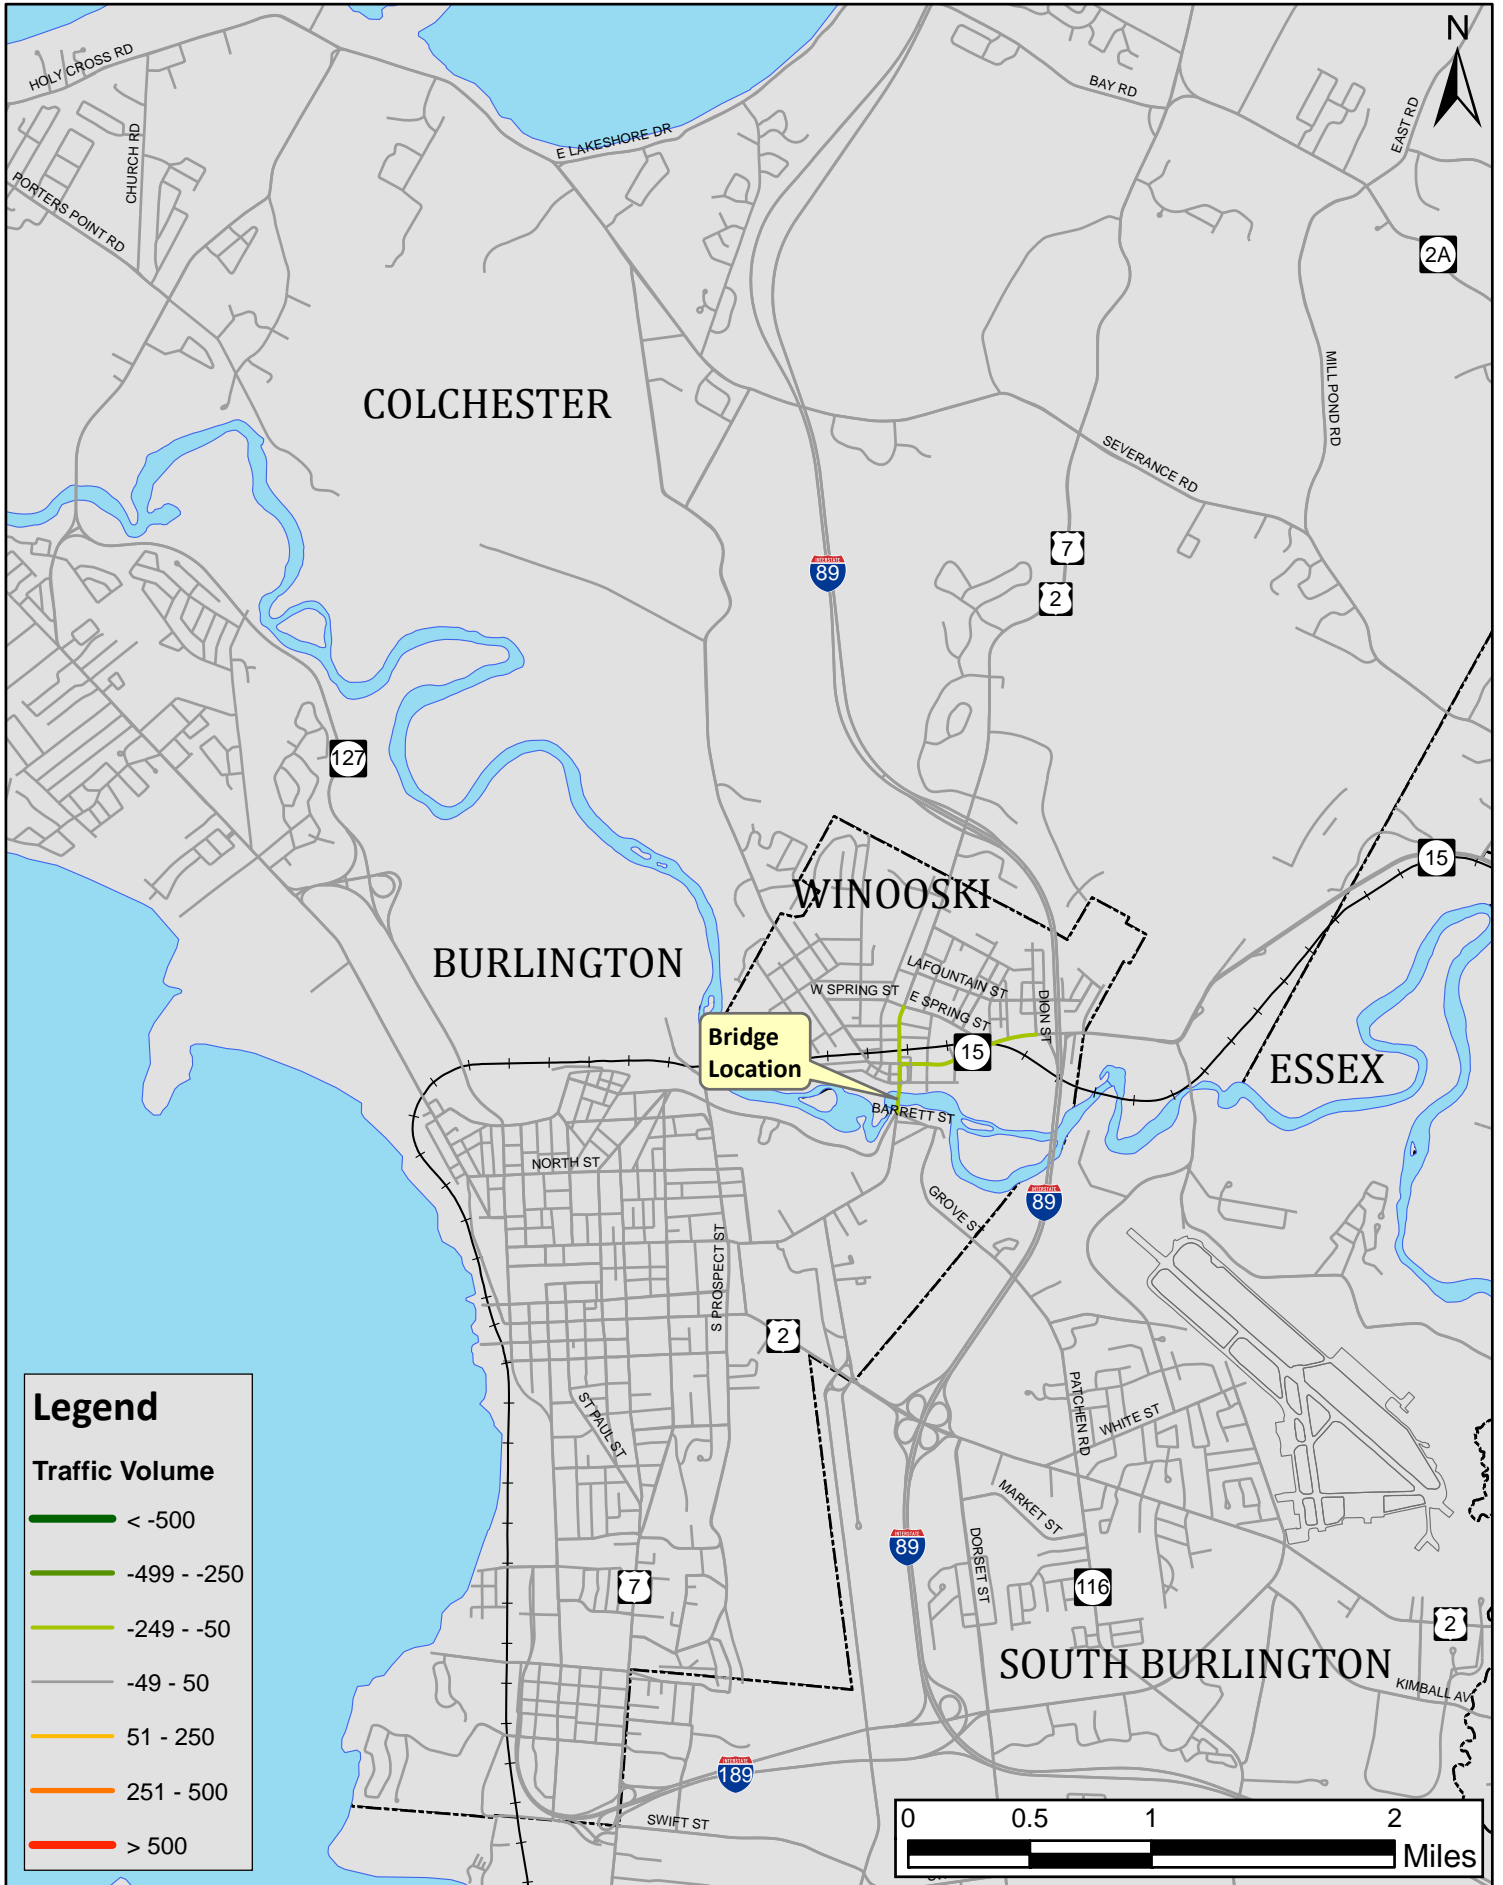 N
HOLY CROSS RD
BAY RD
EAST RD
CHURCH RD
E LAKESHORE DR
PORTERS POINT RD
2A
MILL POND RD
COLCHESTER
SEVERANCE RD
7
INTERSTATE
89
2
127
15
WINOOSKI
BURLINGTON
LAFOUNTAIN ST
W SPRING ST
E SPRING ST
DION ST
Bridge
Location
15
ESSEX
BARRETT ST
NORTH ST
GROVE ST
INTERSTATE
89
S PROSPECT ST
2
PATCHEN RD
WHITE ST
ST PAUL ST
MARKET ST
INTERSTATE
89
DORSET ST
7
116
2
SOUTH BURLINGTON
KIMBALL AV
INTERSTATE
189
SWIFT ST
Legend
Traffic Volume
< -500
-499 - -250
-249 - -50
-49 - 50
51 - 250
251 - 500
> 500
0 0.5 1 2
Miles